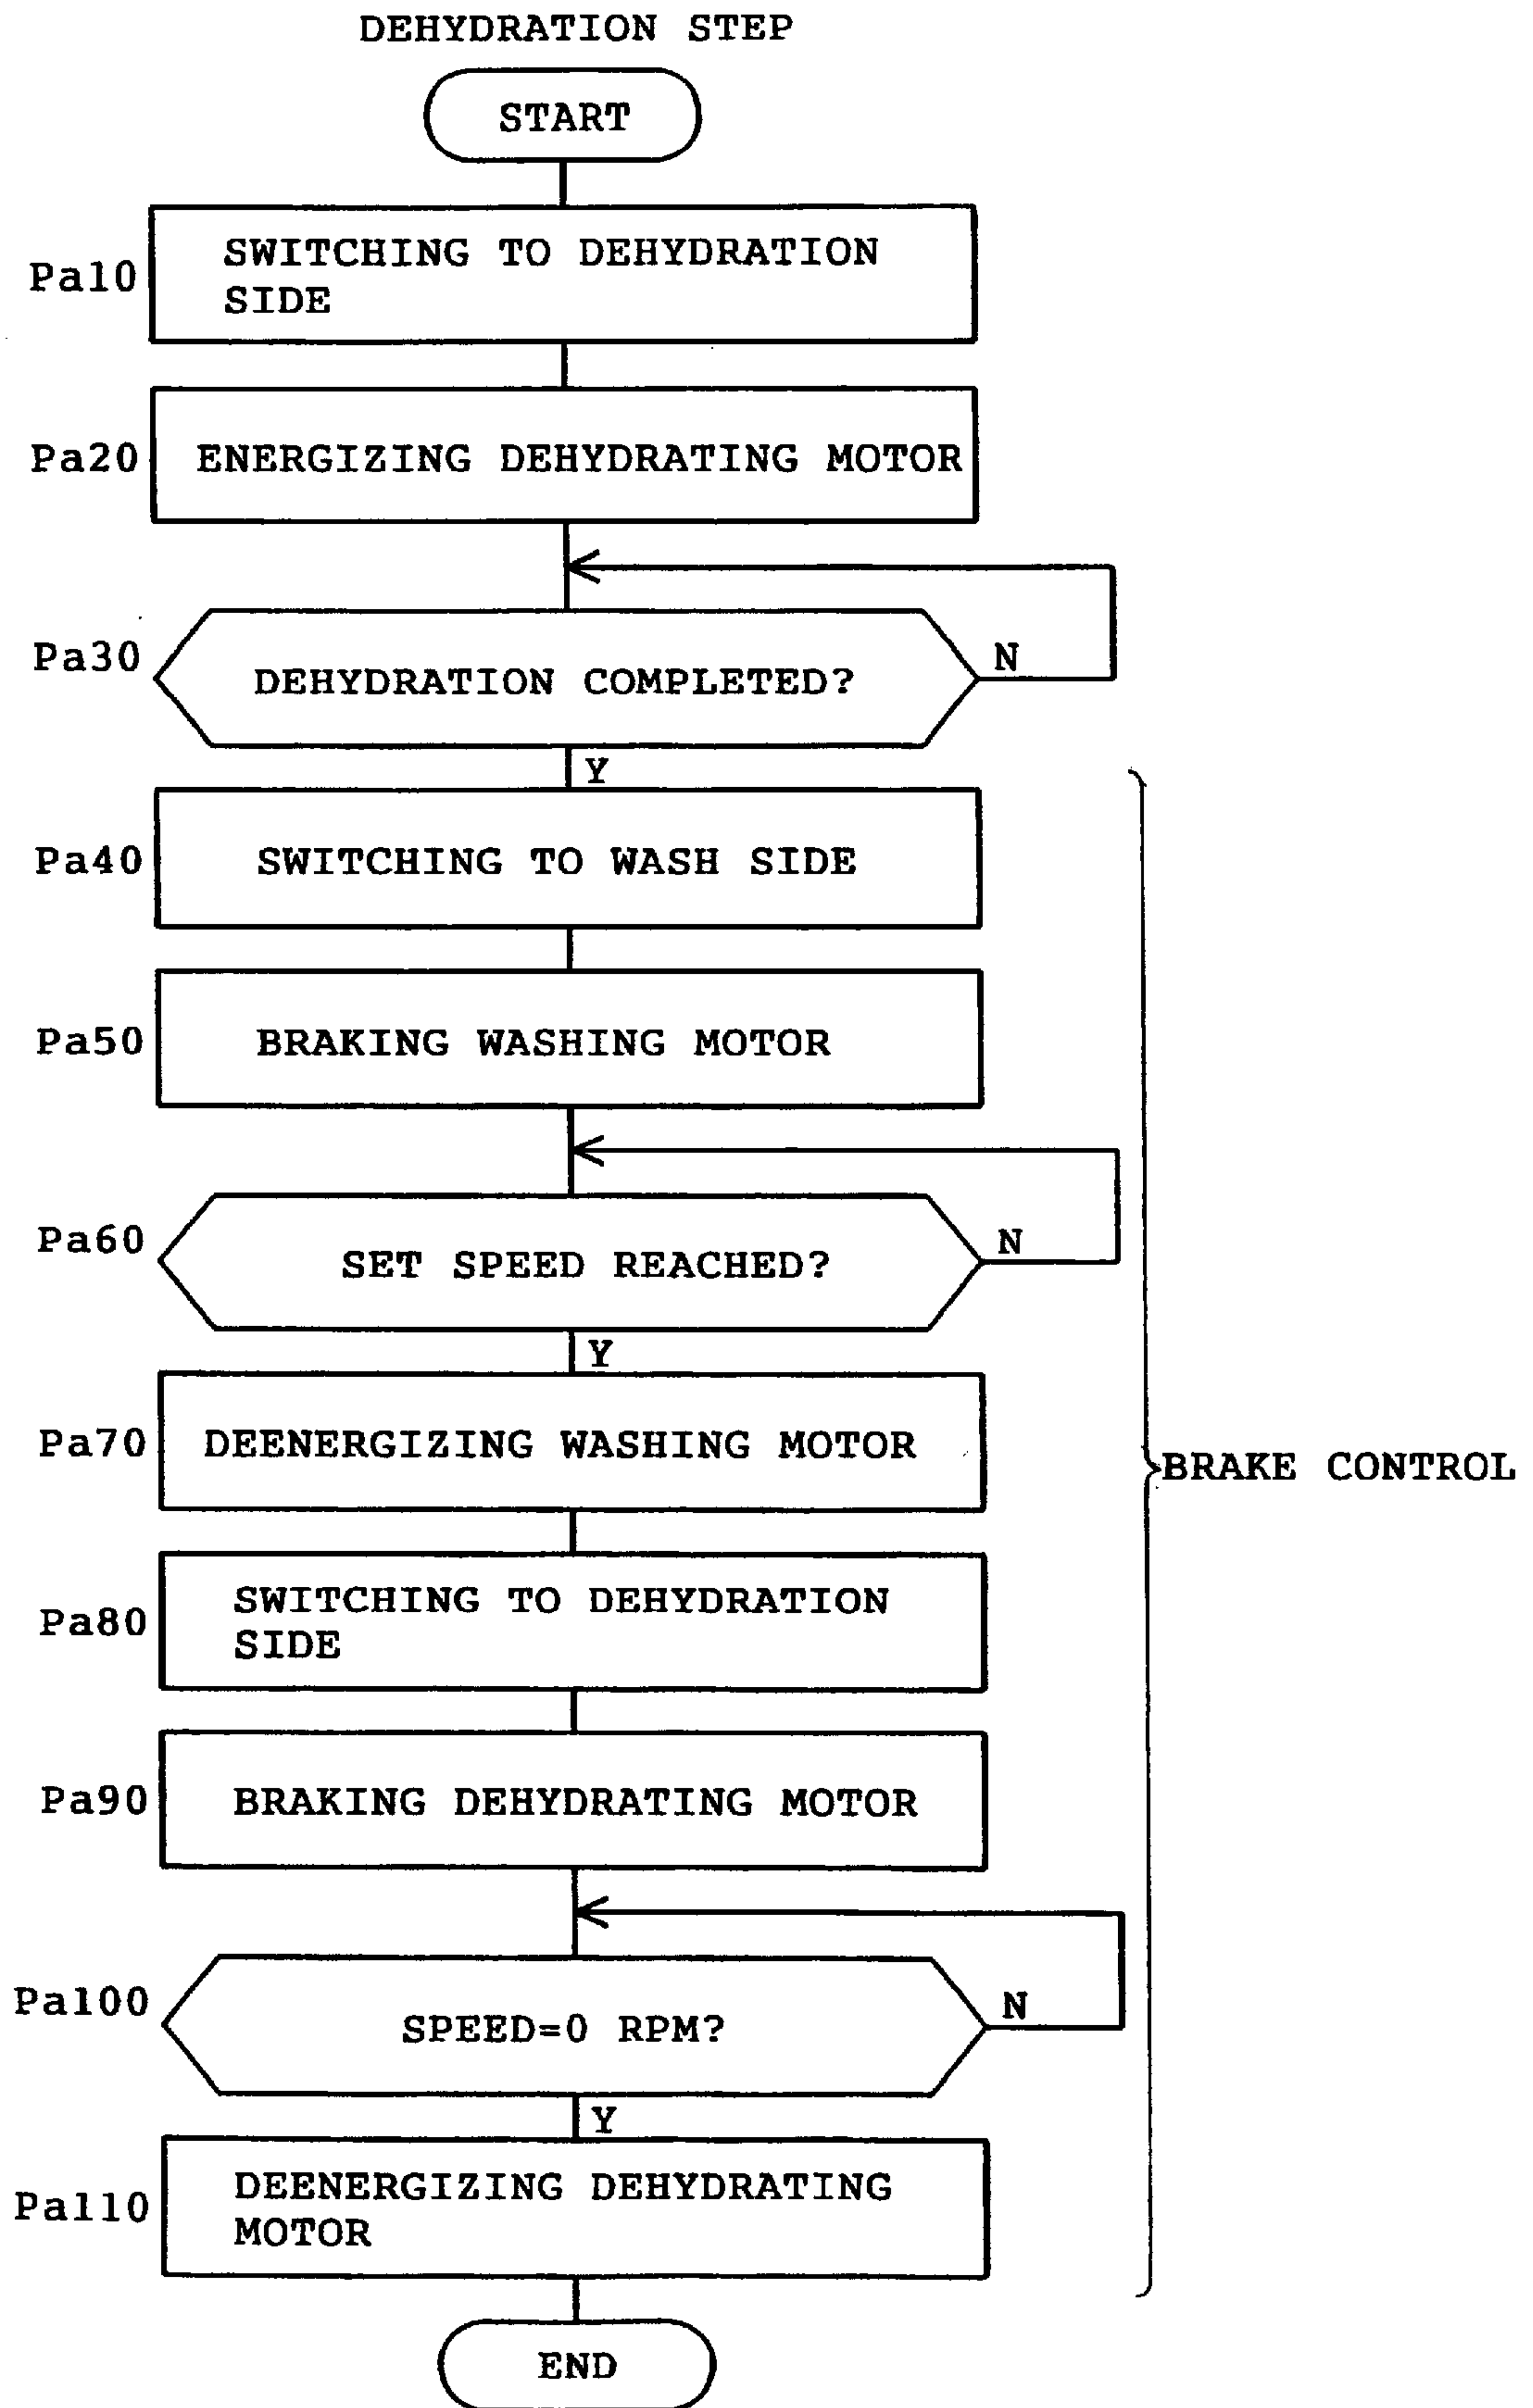 DEHYDRATION STEP
START
Pa10
SWITCHING TO DEHYDRATION
SIDE
Pa20
ENERGIZING DEHYDRATING MOTOR
Pa30
DEHYDRATION COMPLETED?
N
Y
Pa40
SWITCHING TO WASH SIDE
Pa50
BRAKING WASHING MOTOR
Pa60
SET SPEED REACHED?
N
Y
Pa70
DEENERGIZING WASHING MOTOR
BRAKE CONTROL
Pa80
SWITCHING TO DEHYDRATION
SIDE
Pa90
BRAKING DEHYDRATING MOTOR
Pa100
SPEED=0 RPM?
N
Y
Pa110
DEENERGIZING DEHYDRATING
MOTOR
END